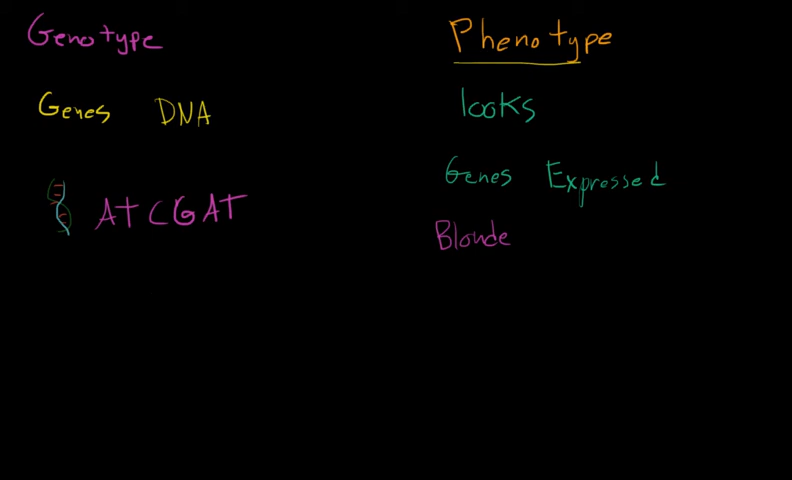 Genotype
Phenotype
Genes DNA
looks
Genes Expressed
ATCGAT
Blonde